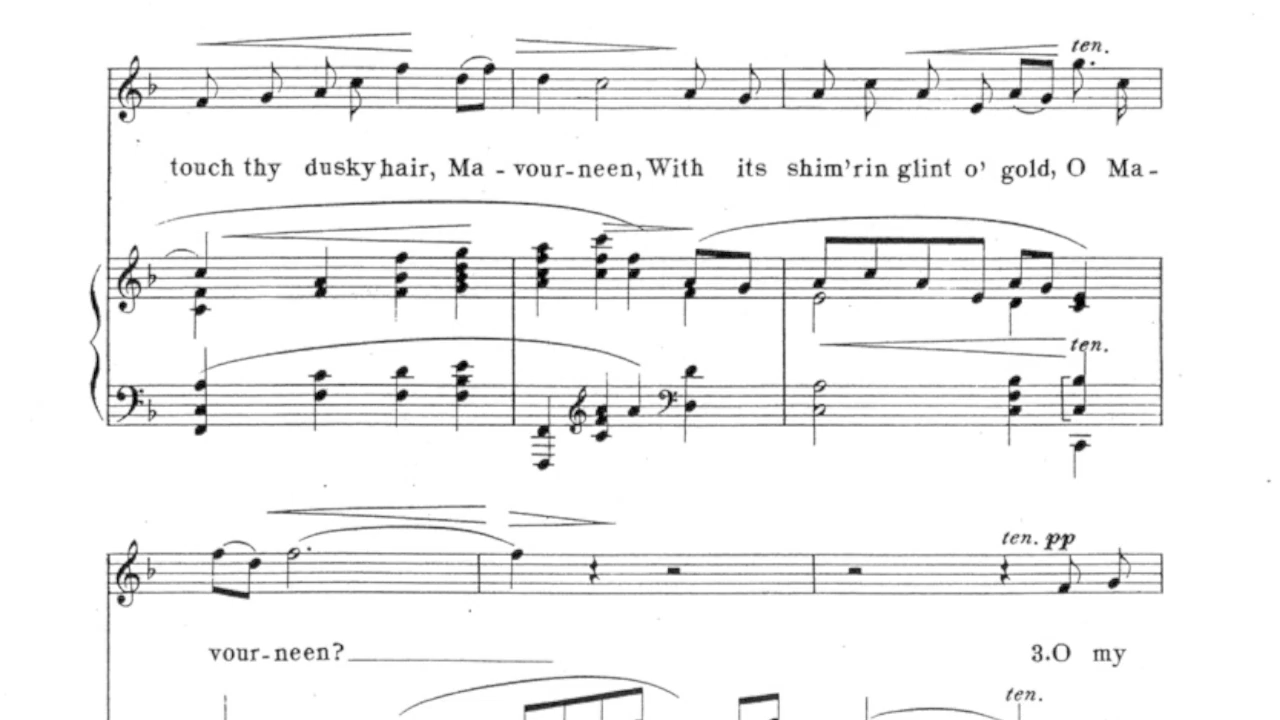 ten.
touch thy dusky hair, Ma - vour-neen, With its shim'rin glint o' gold, O Ma-
ten.
ten. pp
vour-neen? 3.O my
ten.